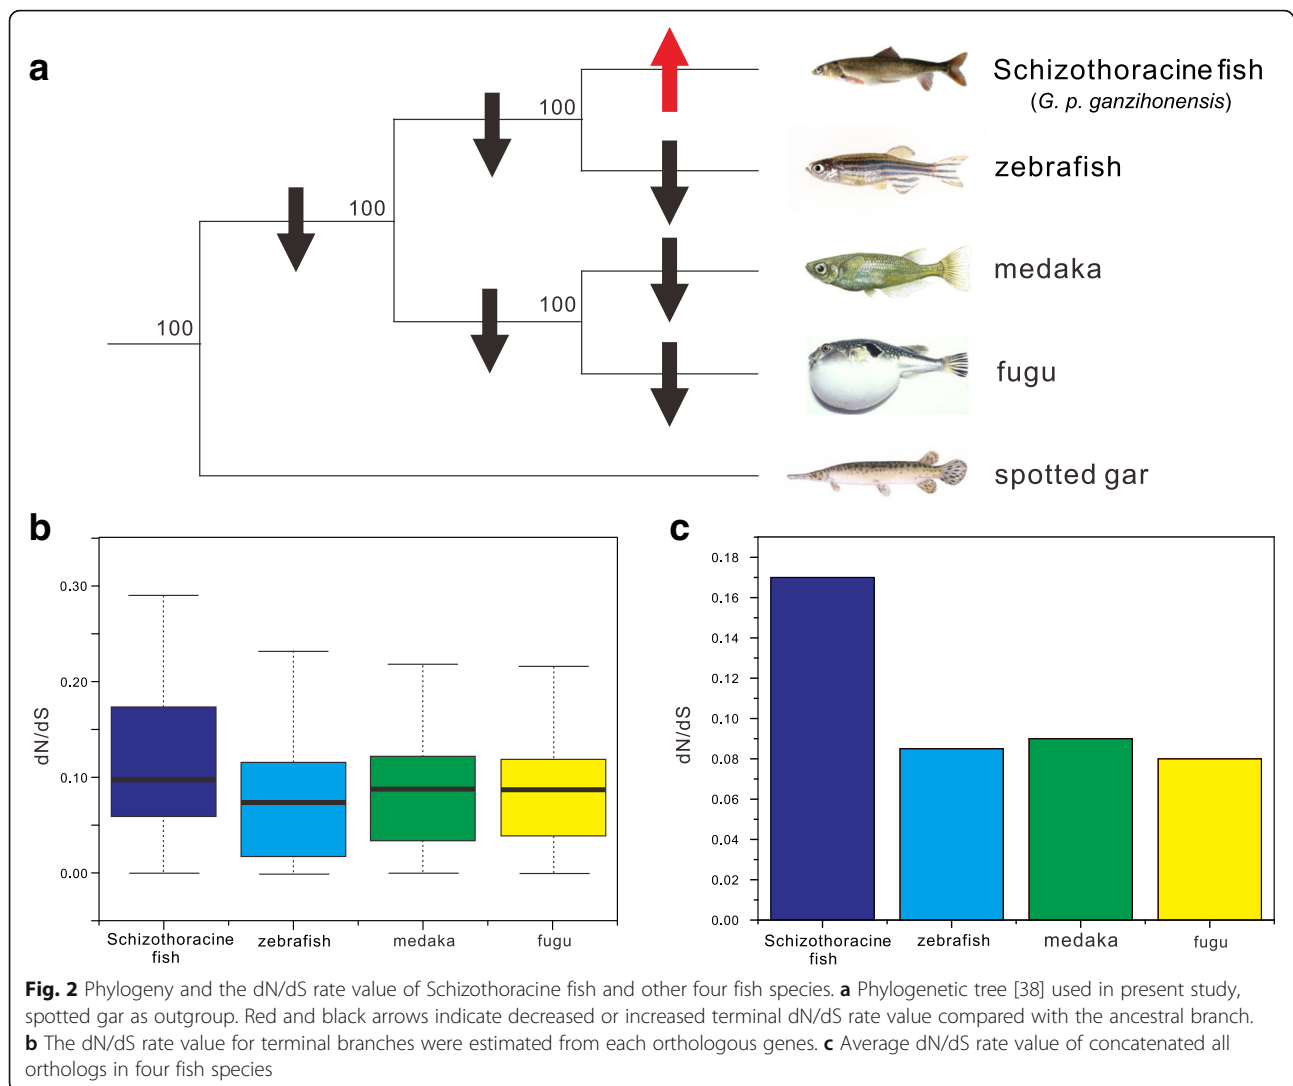 a
Schizothoracine fish
(G. p. ganzihonensis)
100
zebrafish
100
medaka
100
100
fugu
spotted gar
b
0.30
0.20
0.10
0.00
dN/dS
Schizothoracine
fish
zebrafish
medaka
fugu
c
0.18
0.16
0.14
0.12
0.10
0.08
0.06
0.04
0.02
0.00
dN/dS
Schizothoracine
fish
zebrafish
medaka
fugu
Fig. 2 Phylogeny and the dN/dS rate value of Schizothoracine fish and other four fish species. a Phylogenetic tree [38] used in present study,
spotted gar as outgroup. Red and black arrows indicate decreased or increased terminal dN/dS rate value compared with the ancestral branch.
b The dN/dS rate value for terminal branches were estimated from each orthologous genes. c Average dN/dS rate value of concatenated all
orthologs in four fish species